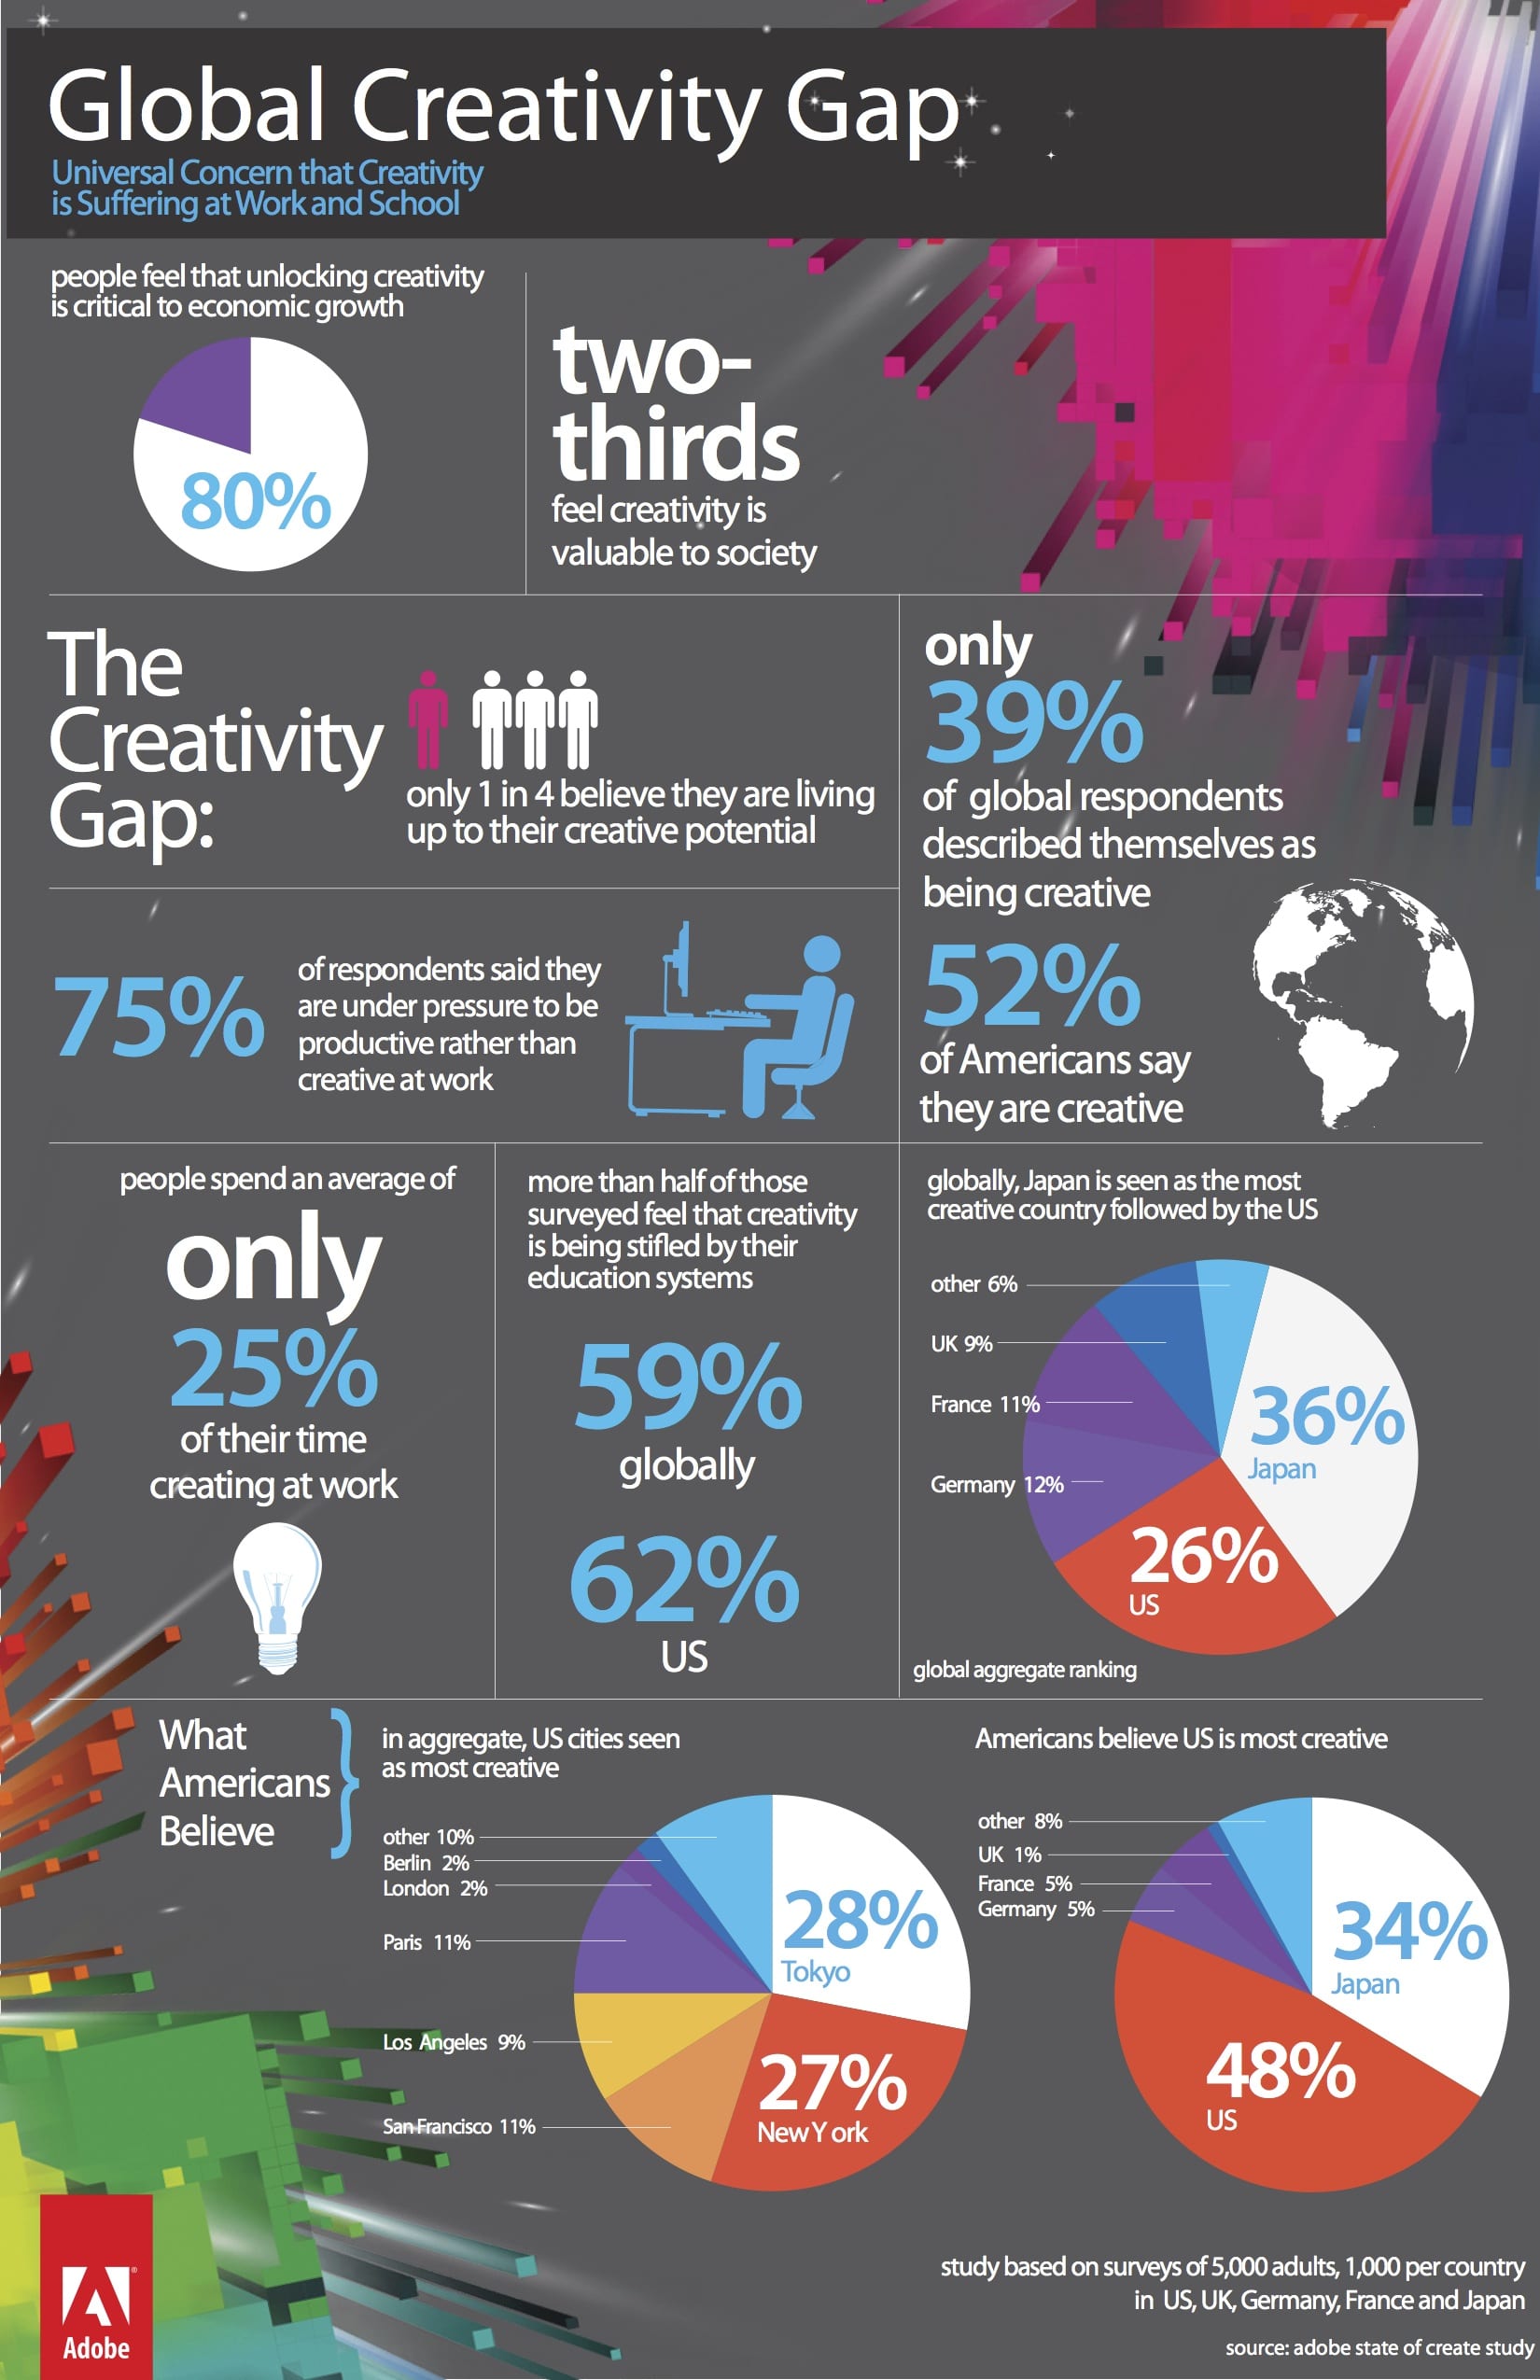 Global Creativity Gap
Universal Concern that Creativity
is Suffering at Work and School
people feel that unlocking creativity
is critical to economic growth
80%
two-
thirds
feel creativity is
valuable to society
The
Creativity
Gap:
only 1 in 4 believe they are living
up to their creative potential
only
39%
of global respondents
described themselves as
being creative
52%
of Americans say
they are creative
75%
of respondents said they
are under pressure to be
productive rather than
creative at work
people spend an average of
only
25%
of their time
creating at work
more than half of those
surveyed feel that creativity
is being stifled by their
education systems
59%
globally
62%
US
globally, Japan is seen as the most
creative country followed by the US
other 6%
UK 9%
France 11%
Germany 12%
36%
Japan
26%
US
global aggregate ranking
What
Americans
Believe
in aggregate, US cities seen
as most creative
other 10%
Berlin 2%
London 2%
Paris 11%
Los Angeles 9%
San Francisco 11%
28%
Tokyo
27%
New Y ork
Americans believe US is most creative
other 8%
UK 1%
France 5%
Germany 5%
34%
Japan
48%
US
study based on surveys of 5,000 adults, 1,000 per country
in US, UK, Germany, France and Japan
source: adobe state of create study
Adobe